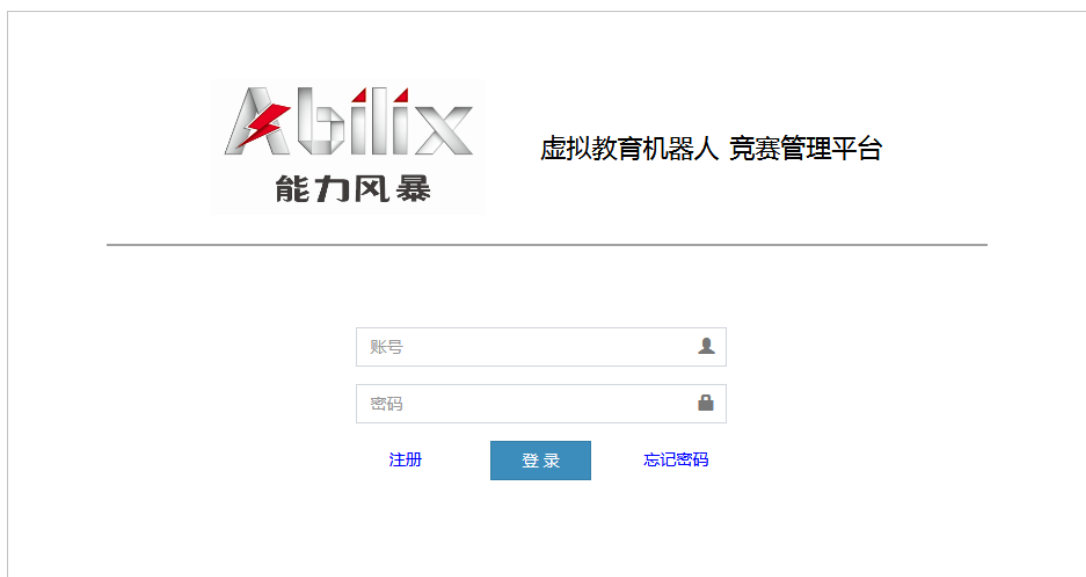 Abilix
能力风暴
虚拟教育机器人 竞赛管理平台
账号
密码
注册
登 录
忘记密码